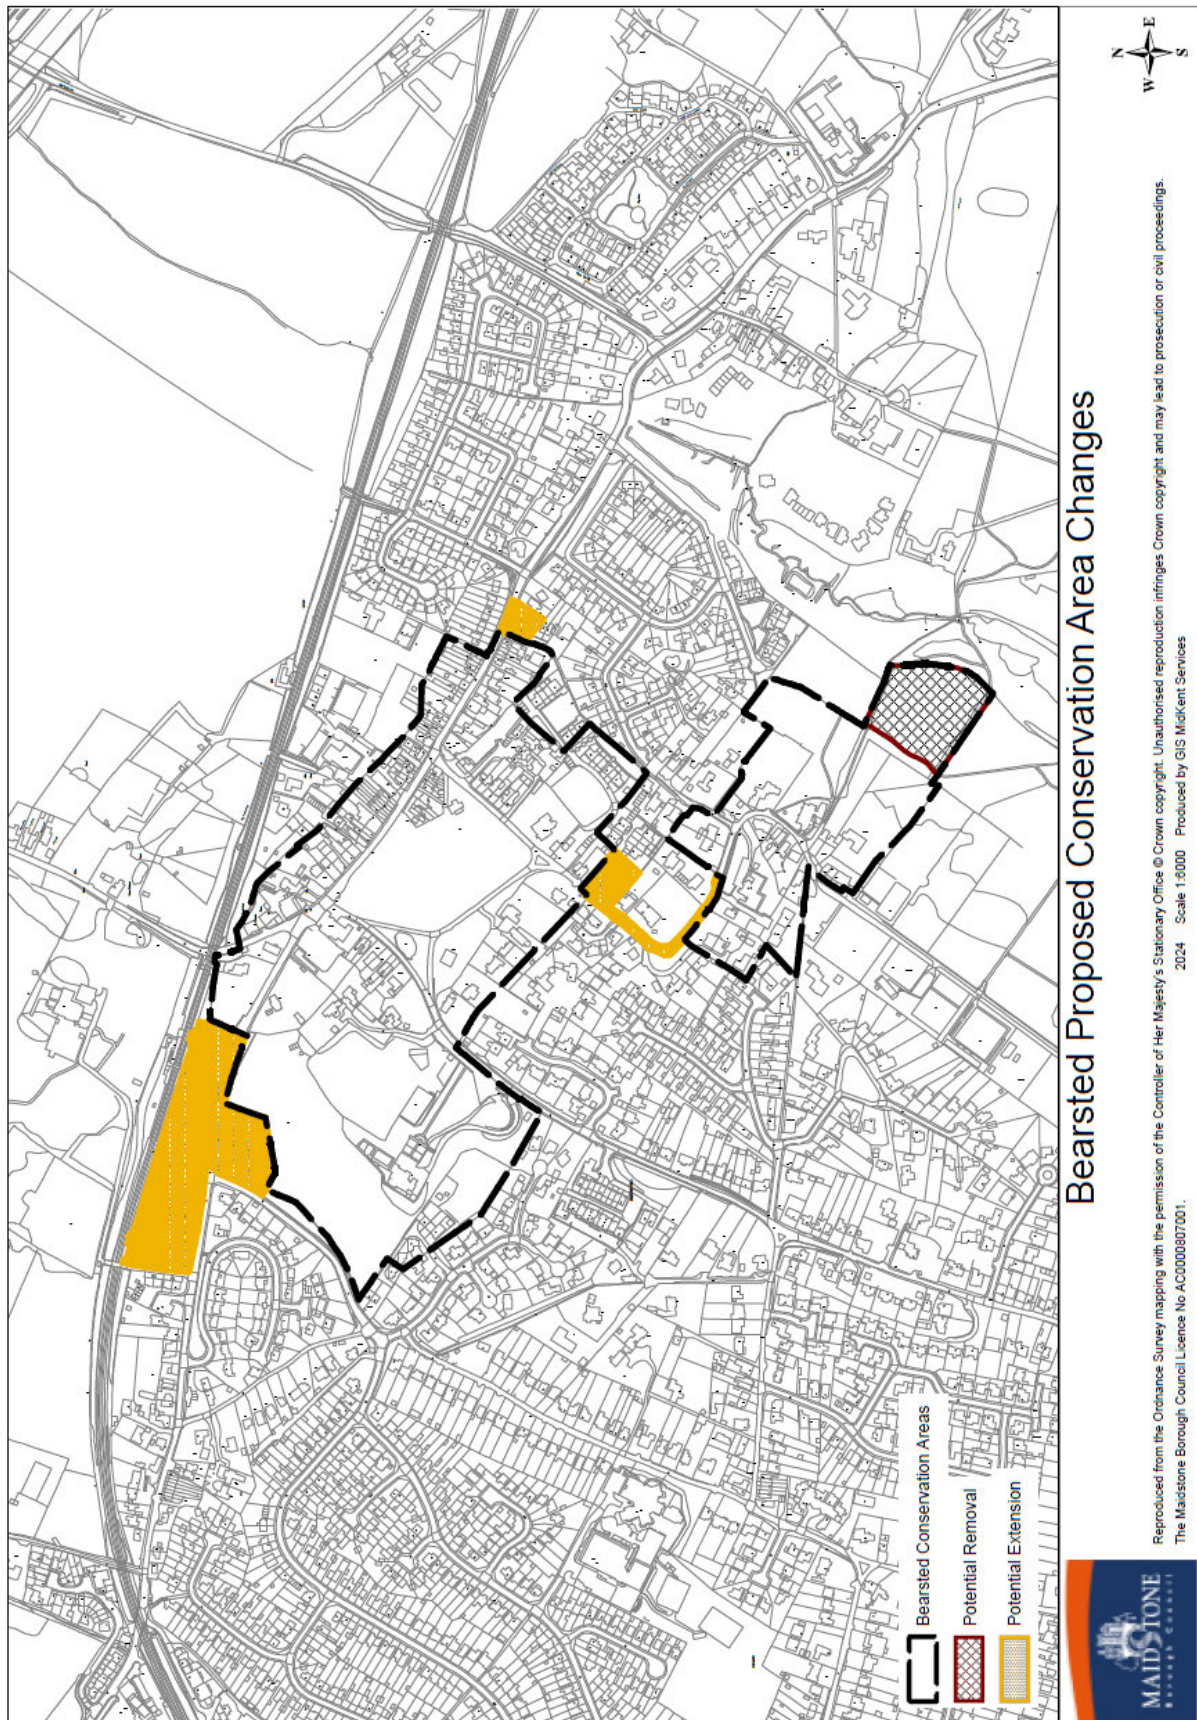 Bearsted Proposed Conservation Area Changes
N
W
E
S
Bearsted Conservation Areas
Potential Removal
Potential Extension
MAIDSTONE
Borough Council
Reproduced from the Ordnance Survey mapping with the permission of the Controller of Her Majesty's Stationary Office © Crown copyright. Unauthorised reproduction infringes Crown copyright and may lead to prosecution or civil proceedings.
The Maidstone Borough Council Licence No AC0000807001. 2024 Scale 1:6000 Produced by GIS MidKent Services